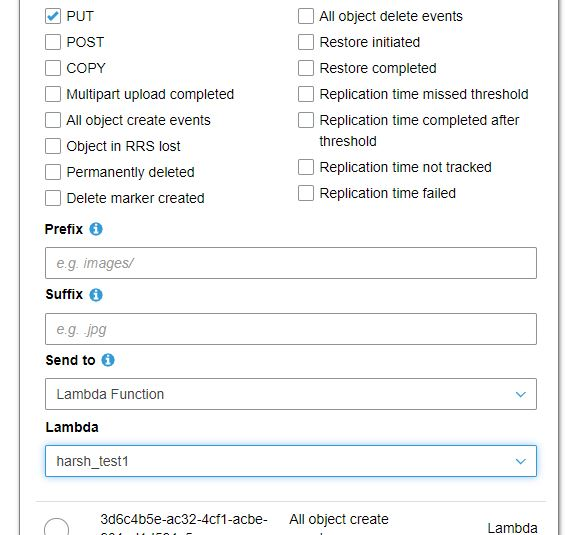 PUT
All object delete events
POST
Restore initiated
COPY
Restore completed
Multipart upload completed
Replication time missed threshold
All object create events
Replication time completed after
threshold
Object in RRS lost
Permanently deleted
Replication time not tracked
Delete marker created
Replication time failed
Prefix
e.g. images/
Suffix
e.g. .jpg
Send to
Lambda Function
Lambda
harsh_test1
3d6c4b5e-ac32-4cf1-acbe-
All object create
Lambda